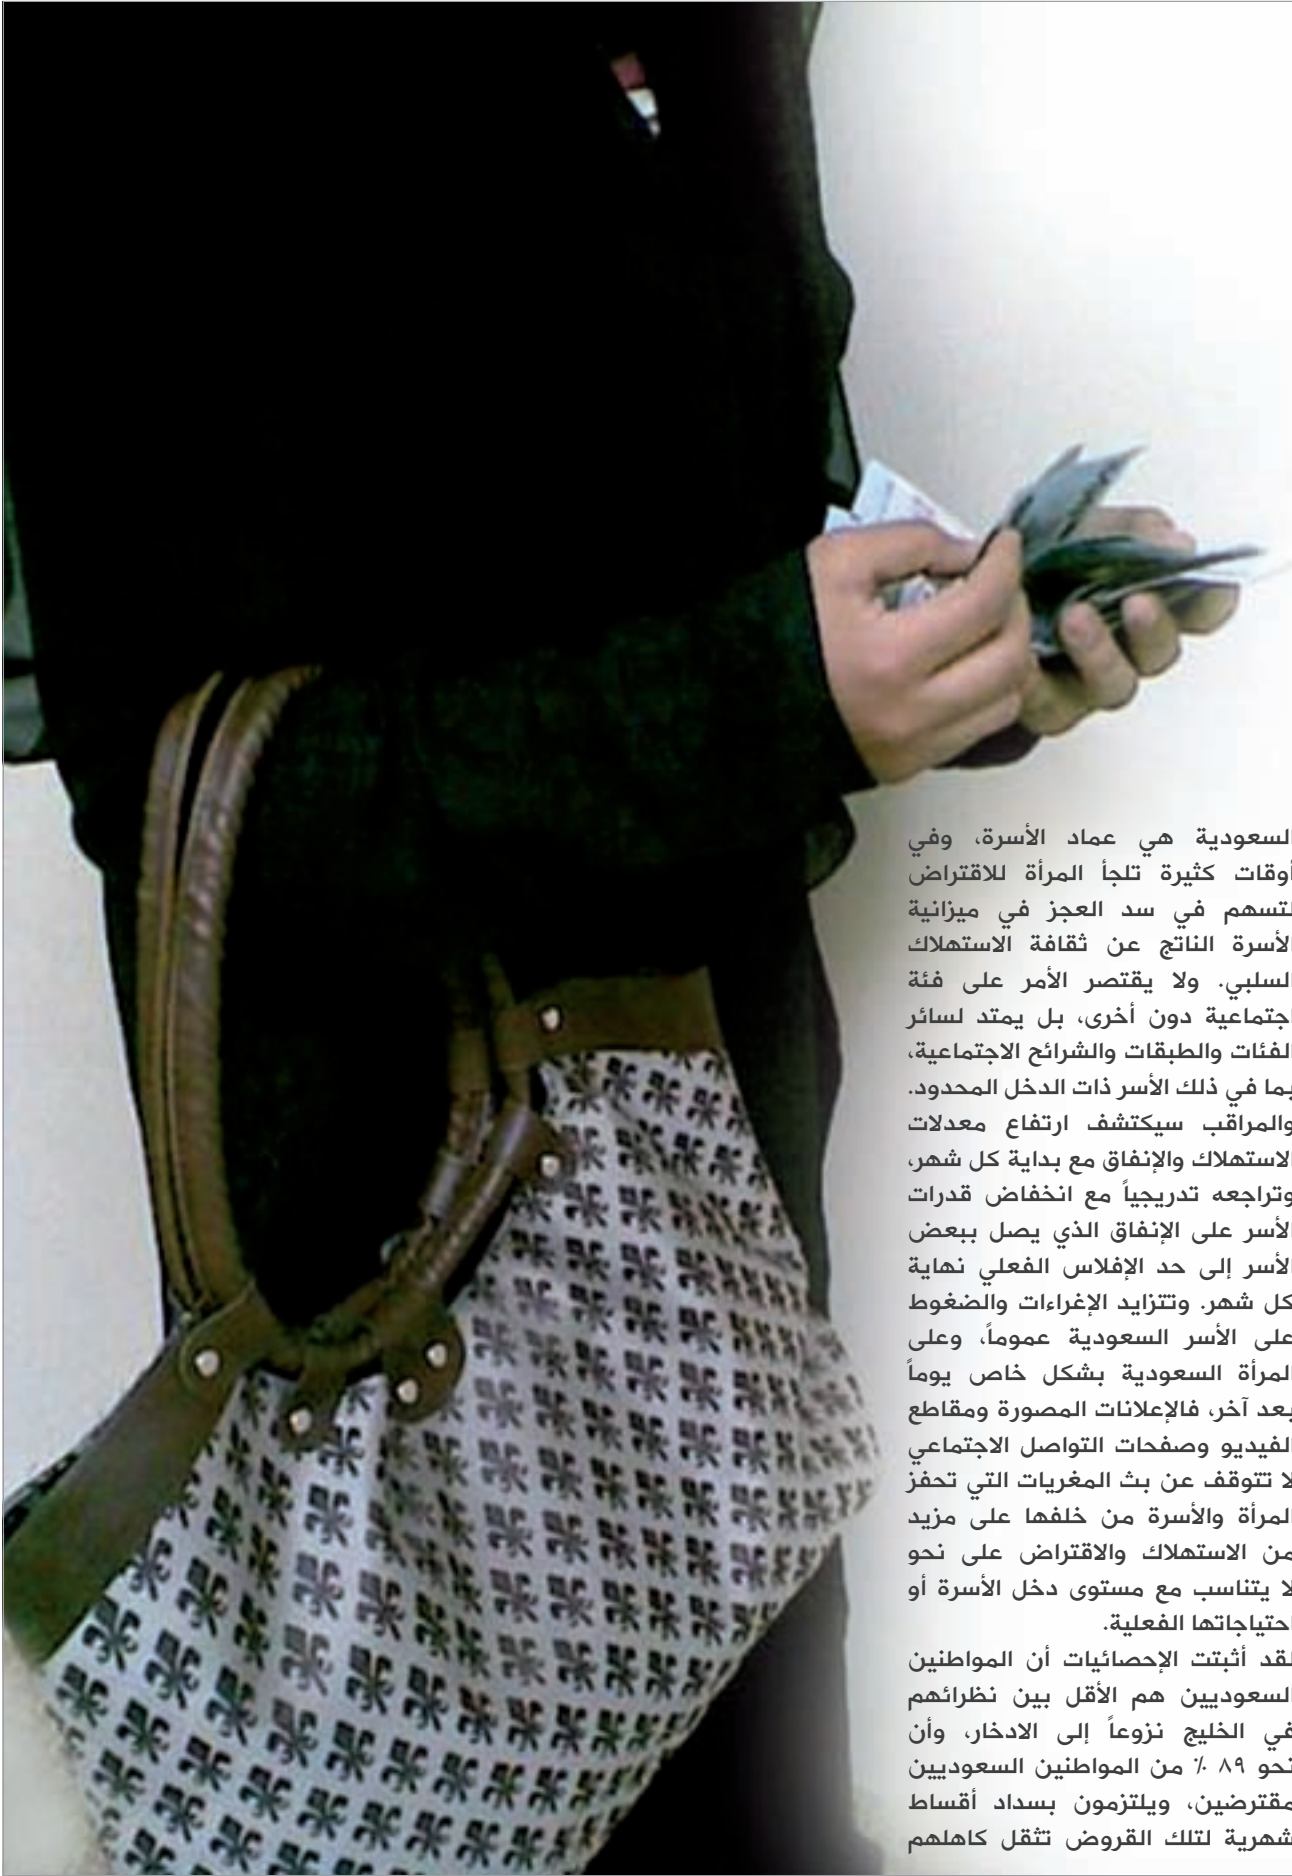 السعودية هي عماد الأسرة، وفي
أوقات كثيرة تلجأ المرأة للاقتراض
لتسهم في سد العجز في ميزانية
الأسرة الناتج عن ثقافة الاستهلاك
السلبي. ولا يقتصر الأمر على فئة
اجتماعية دون أخرى، بل يمتد لسائر
الفئات والطبقات والشرائح الاجتماعية،
بما في ذلك الأسر ذات الدخل المحدود.
والمراقب سيكتشف ارتفاع معدلات
الاستهلاك والإنفاق مع بداية كل شهر،
وتراجعه تدريجياً مع انخفاض قدرات
الأسر على الإنفاق الذي يصل ببعض
الأسر إلى حد الإفلاس الفعلي نهاية
كل شهر. وتتزايد الإغراءات والضغوط
على الأسر السعودية عموماً، وعلى
المرأة السعودية بشكل خاص يوماً
بعد آخر، فالإعلانات المصورة ومقاطع
الفيديو وصفحات التواصل الاجتماعي
لا تتوقف عن بث المغريات التي تحفز
المرأة والأسرة من خلفها على مزيد
من الاستهلاك والاقتراض على نحو
لا يتناسب مع مستوى دخل الأسرة أو
احتياجاتها الفعلية.
لقد أثبتت الإحصائيات أن المواطنين
السعوديين هم الأقل بين نظرائهم
في الخليج نزوعاً إلى الادخار، وأن
نحو ٨٩ ٪ من المواطنين السعوديين
مقترضين، ويلتزمون بسداد أقساط
شهرية لتلك القروض تثقل كاهلهم